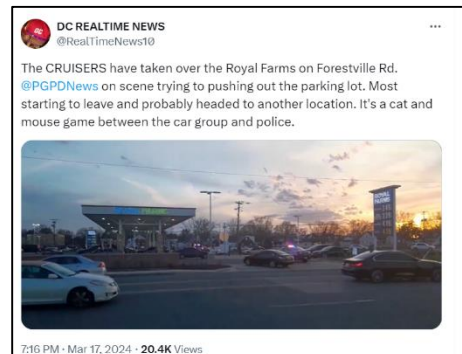 DC REALTIME NEWS
@RealTimeNews10
The CRUISERS have taken over the Royal Farms on Forestville Rd.
@PGPDNews on scene trying to pushing out the parking lot. Most
starting to leave and probably headed to another location. It's a cat and
mouse game between the car group and police.
ROYAL
FARMS
7:16 PM · Mar 17, 2024 · 20.4K Views